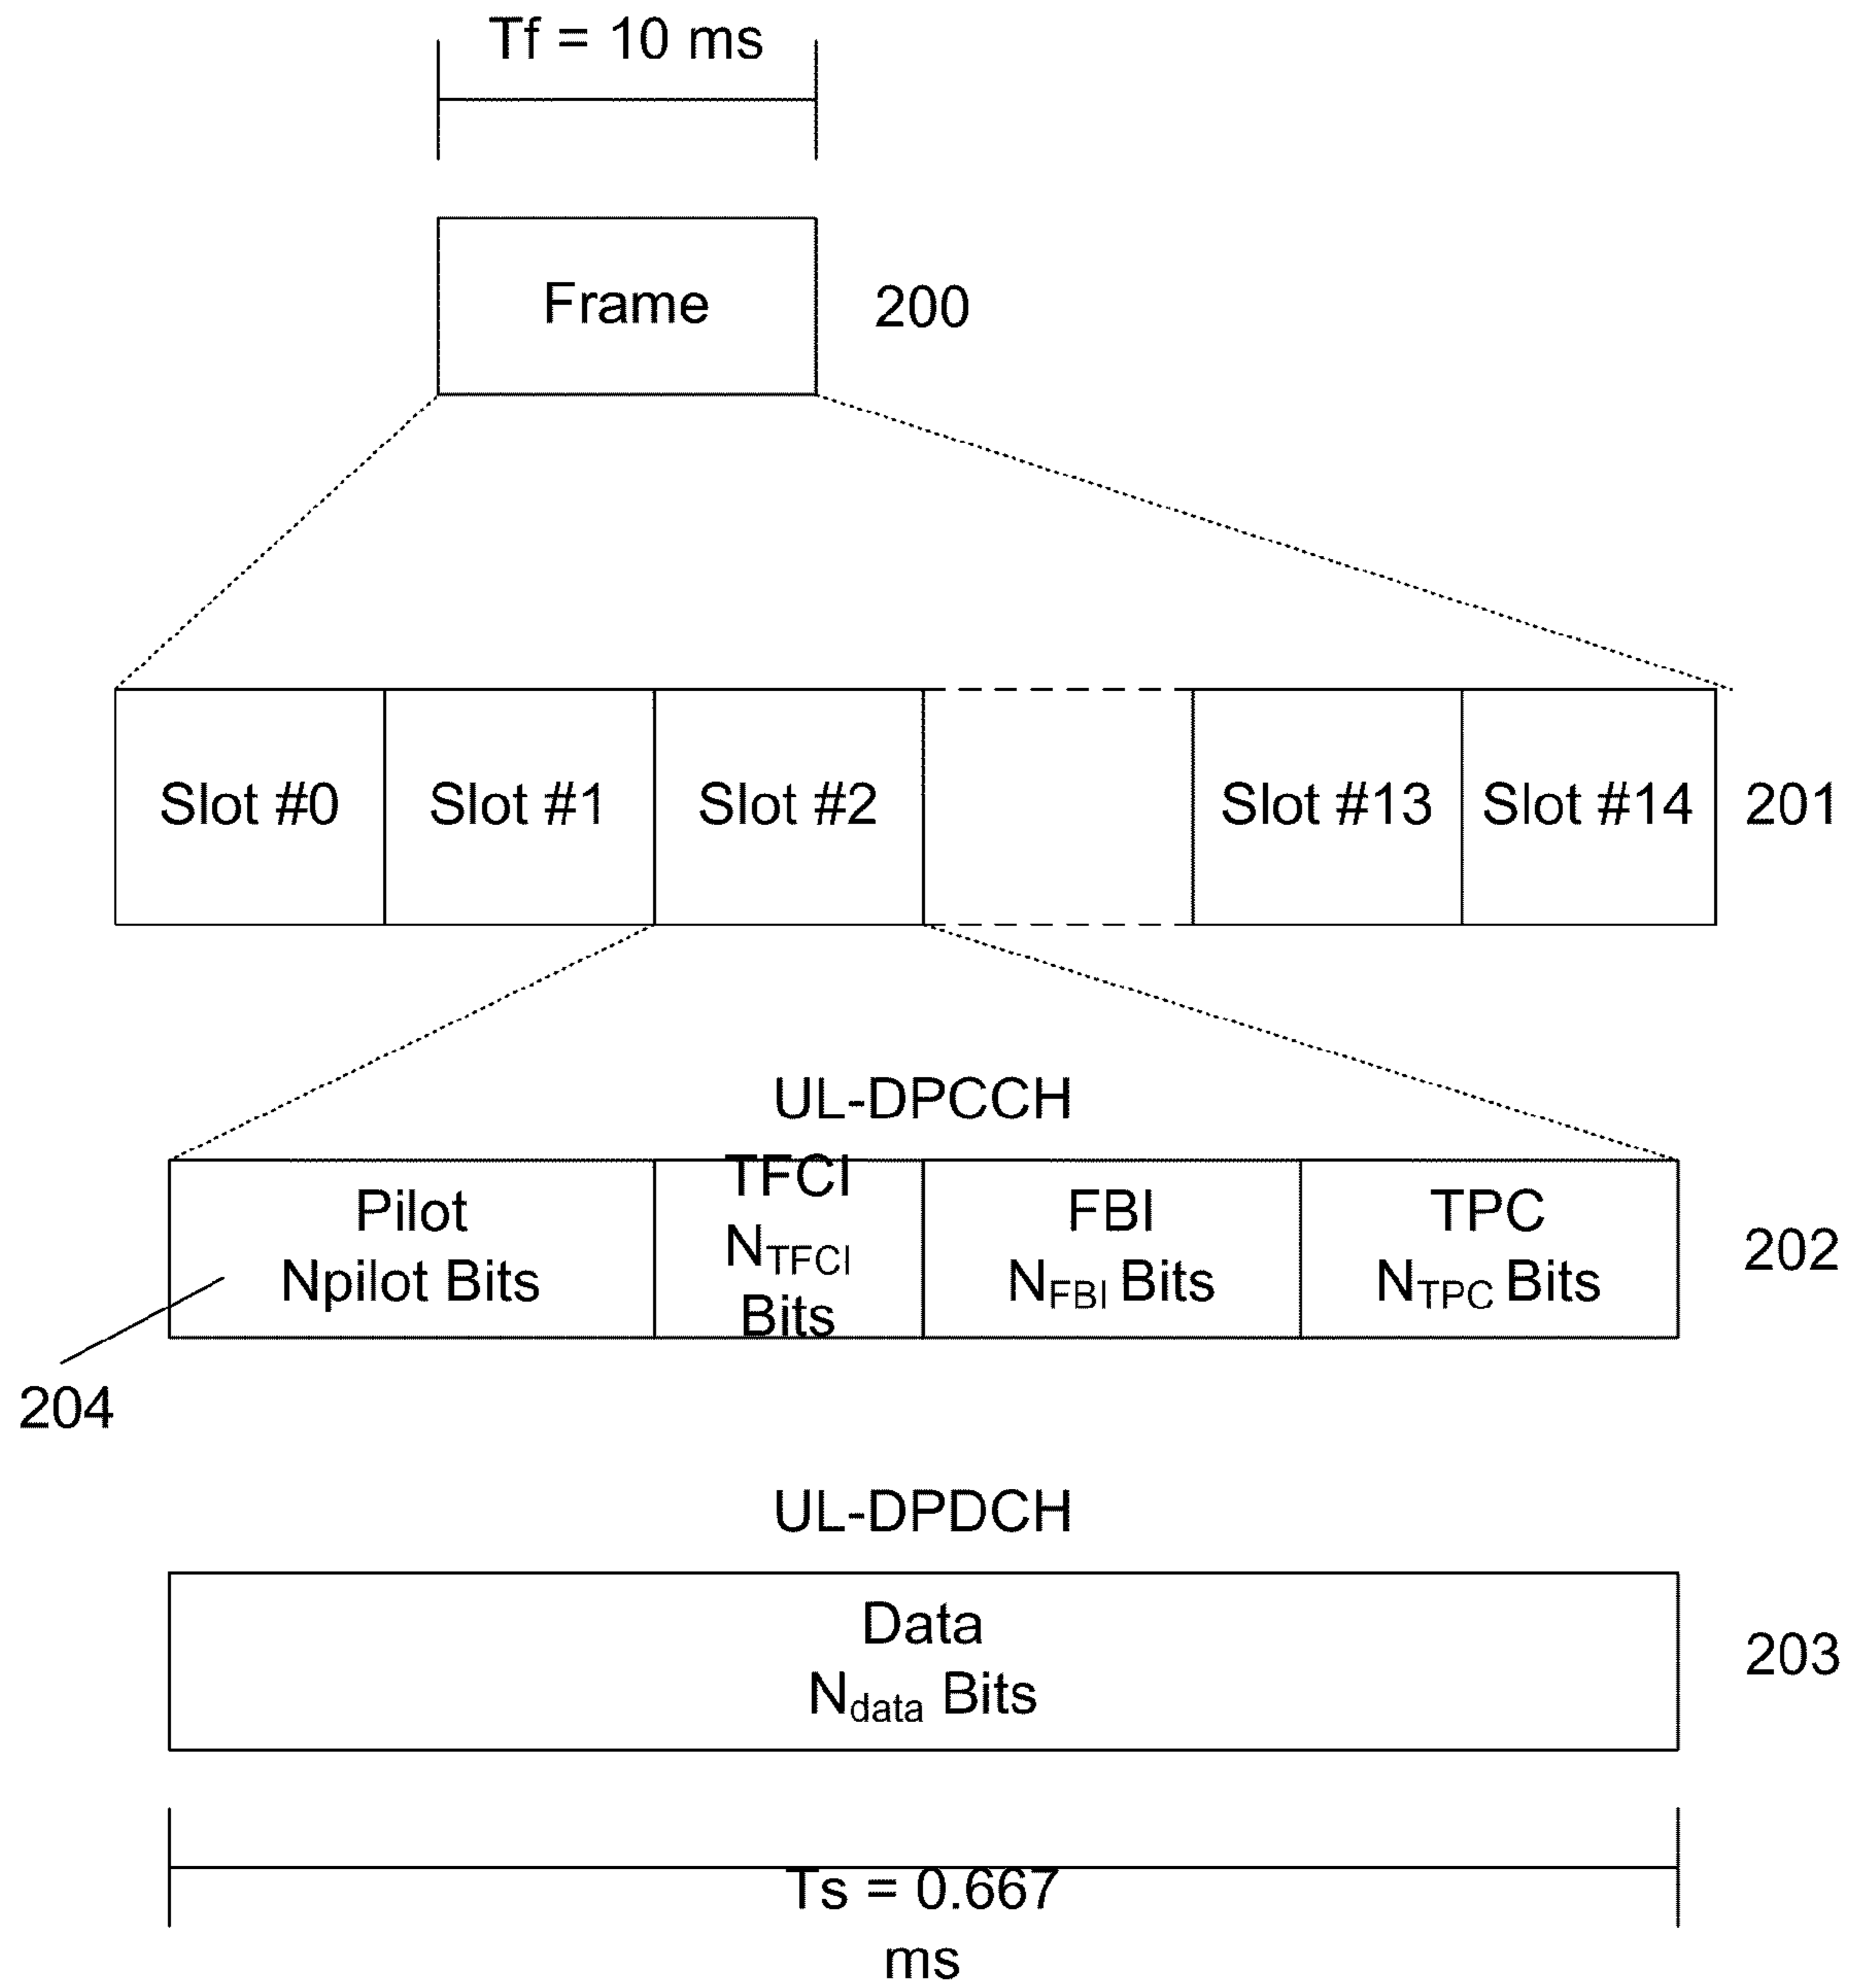 Tf = 10 ms
Frame 200
Slot #0 Slot #1 Slot #2 Slot #13 Slot #14 201
UL-DPCCH
Pilot TFCI FBI TPC
Npilot Bits NTFCI Bits NFBI Bits NTPC Bits 202
204
UL-DPDCH
Data
Ndata Bits 203
Ts = 0.667
ms